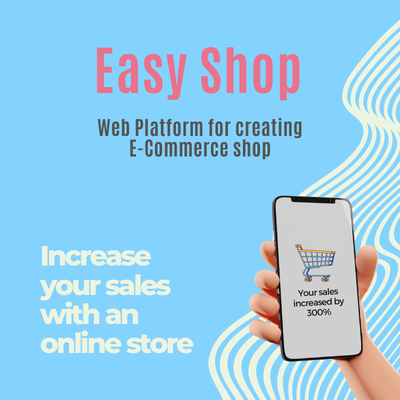 Easy Shop
Web Platform for creating
E-Commerce shop
Increase
your sales
with an
online store
Your sales
increased by
300%